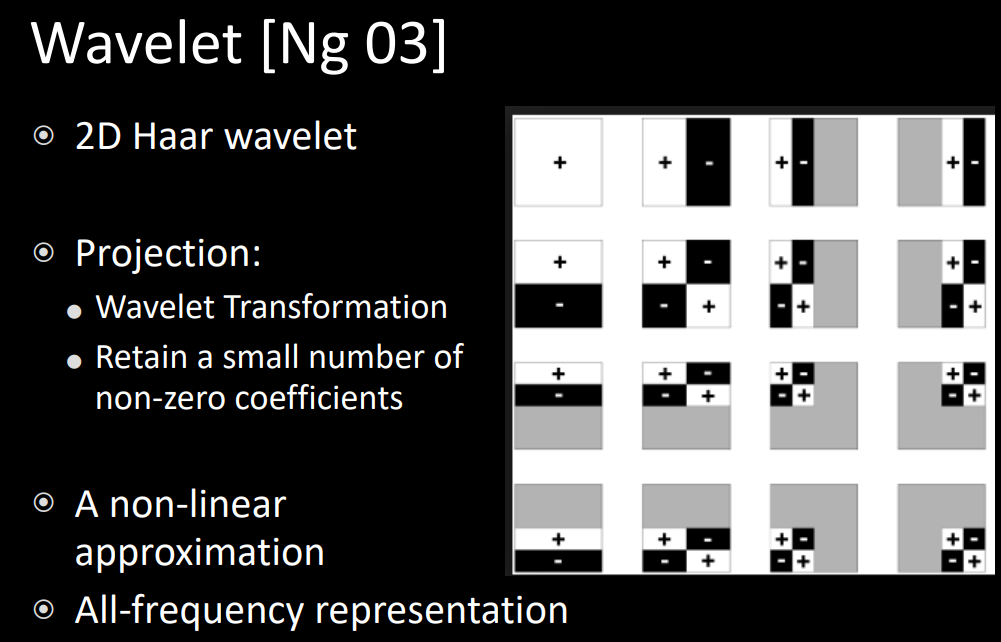 Wavelet [Ng 03]
2D Haar wavelet
Projection:
Wavelet Transformation
Retain a small number of
non-zero coefficients
A non-linear
approximation
All-frequency representation
+ + - + - + -
+ + - + - + -
- - + - + - +
+ + - + - + -
- - + - + - +
+ + - + - + -
- - + - + - +